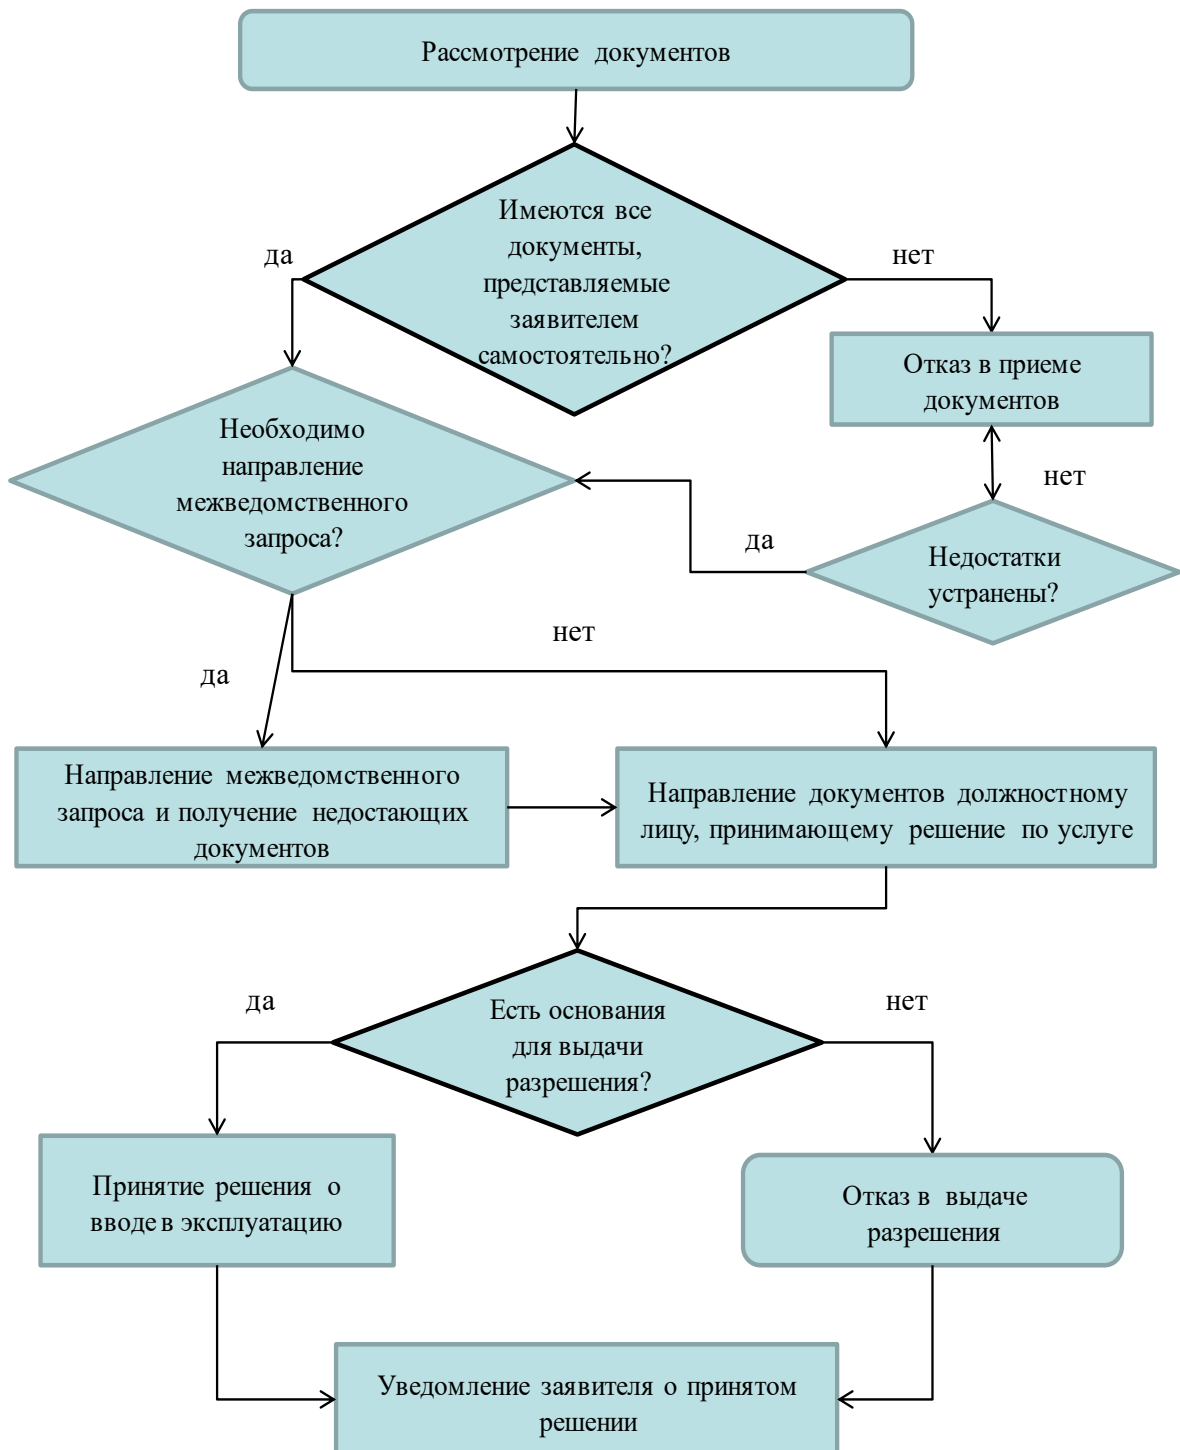 Рассмотрение документов
Имеются все
документы,
представляемые
заявителем
самостоятельно?
да
нет
Отказ в приеме
документов
Необходимо
направление
межведомственного
запроса?
нет
да
Недостатки
устранены?
нет
да
Направление межведомственного
запроса и получение недостающих
документов
Направление документов должностному
лицу, принимающему решение по услуге
да
нет
Есть основания
для выдачи
разрешения?
Принятие решения о
вводе в эксплуатацию
Отказ в выдаче
разрешения
Уведомление заявителя о принятом
решении